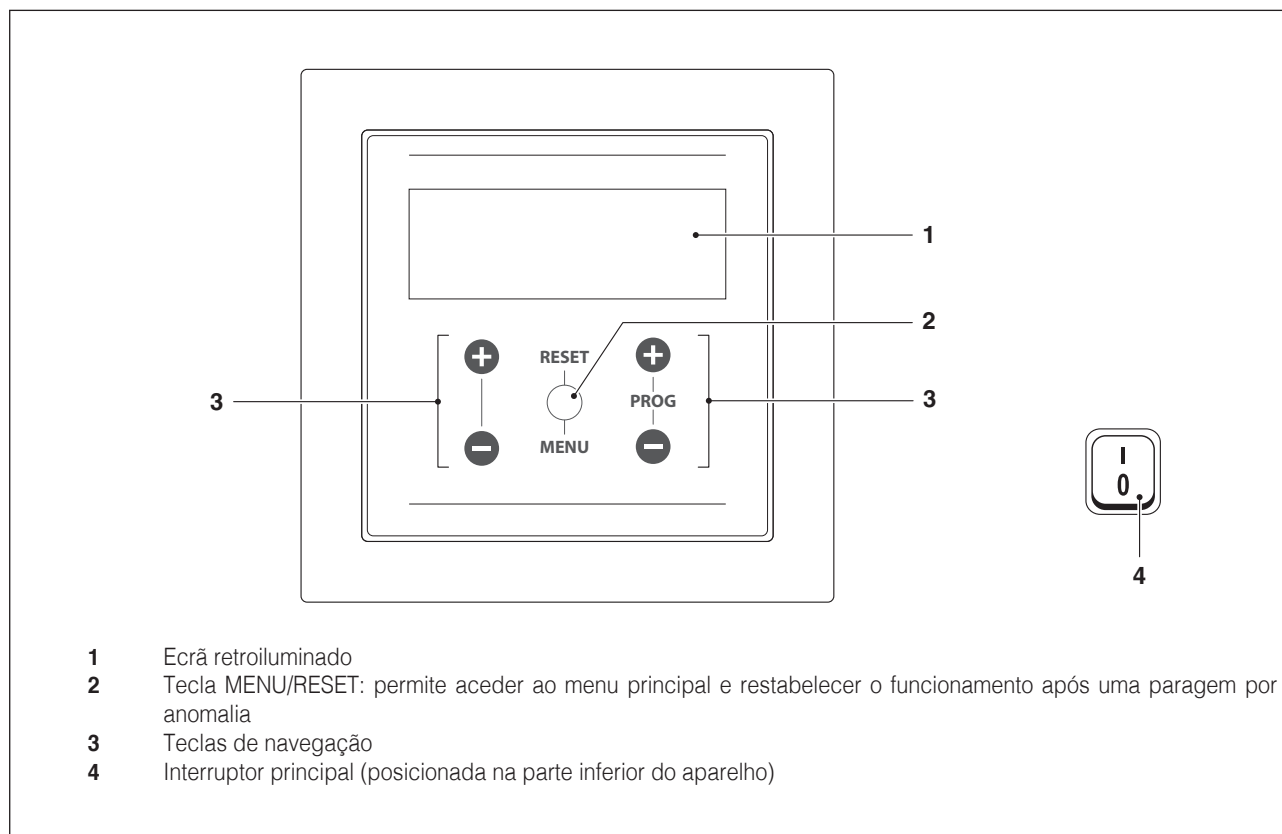 1
2
RESET
3
PROG
3
MENU
I
0
4
1 Ecrã retroiluminado
2 Tecla MENU/RESET: permite aceder ao menu principal e restabelecer o funcionamento após uma paragem por
anomalia
3 Teclas de navegação
4 Interruptor principal (posicionada na parte inferior do aparelho)